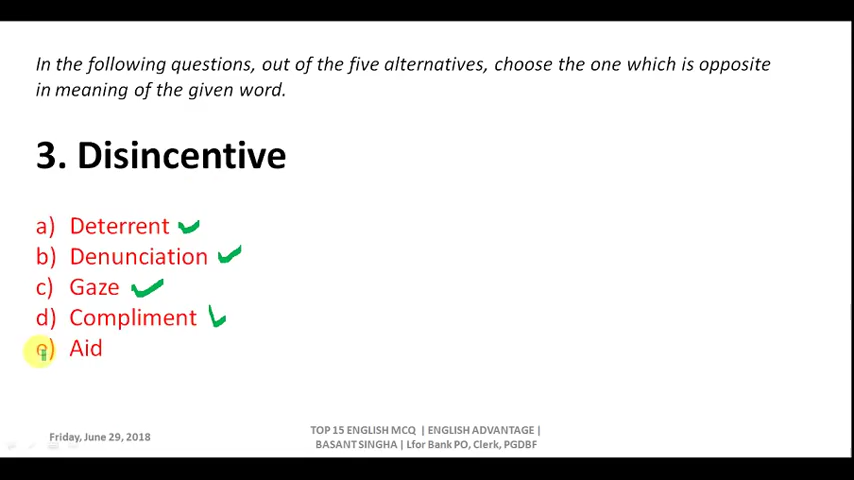 In the following questions, out of the five alternatives, choose the one which is opposite
in meaning of the given word.
3. Disincentive
a) Deterrent
b) Denunciation
c) Gaze
d) Compliment
e) Aid
Friday, June 29, 2018
TOP 15 ENGLISH MCQ | ENGLISH ADVANTAGE |
BASANT SINGHA | Lfor Bank PO, Clerk, PGDBF